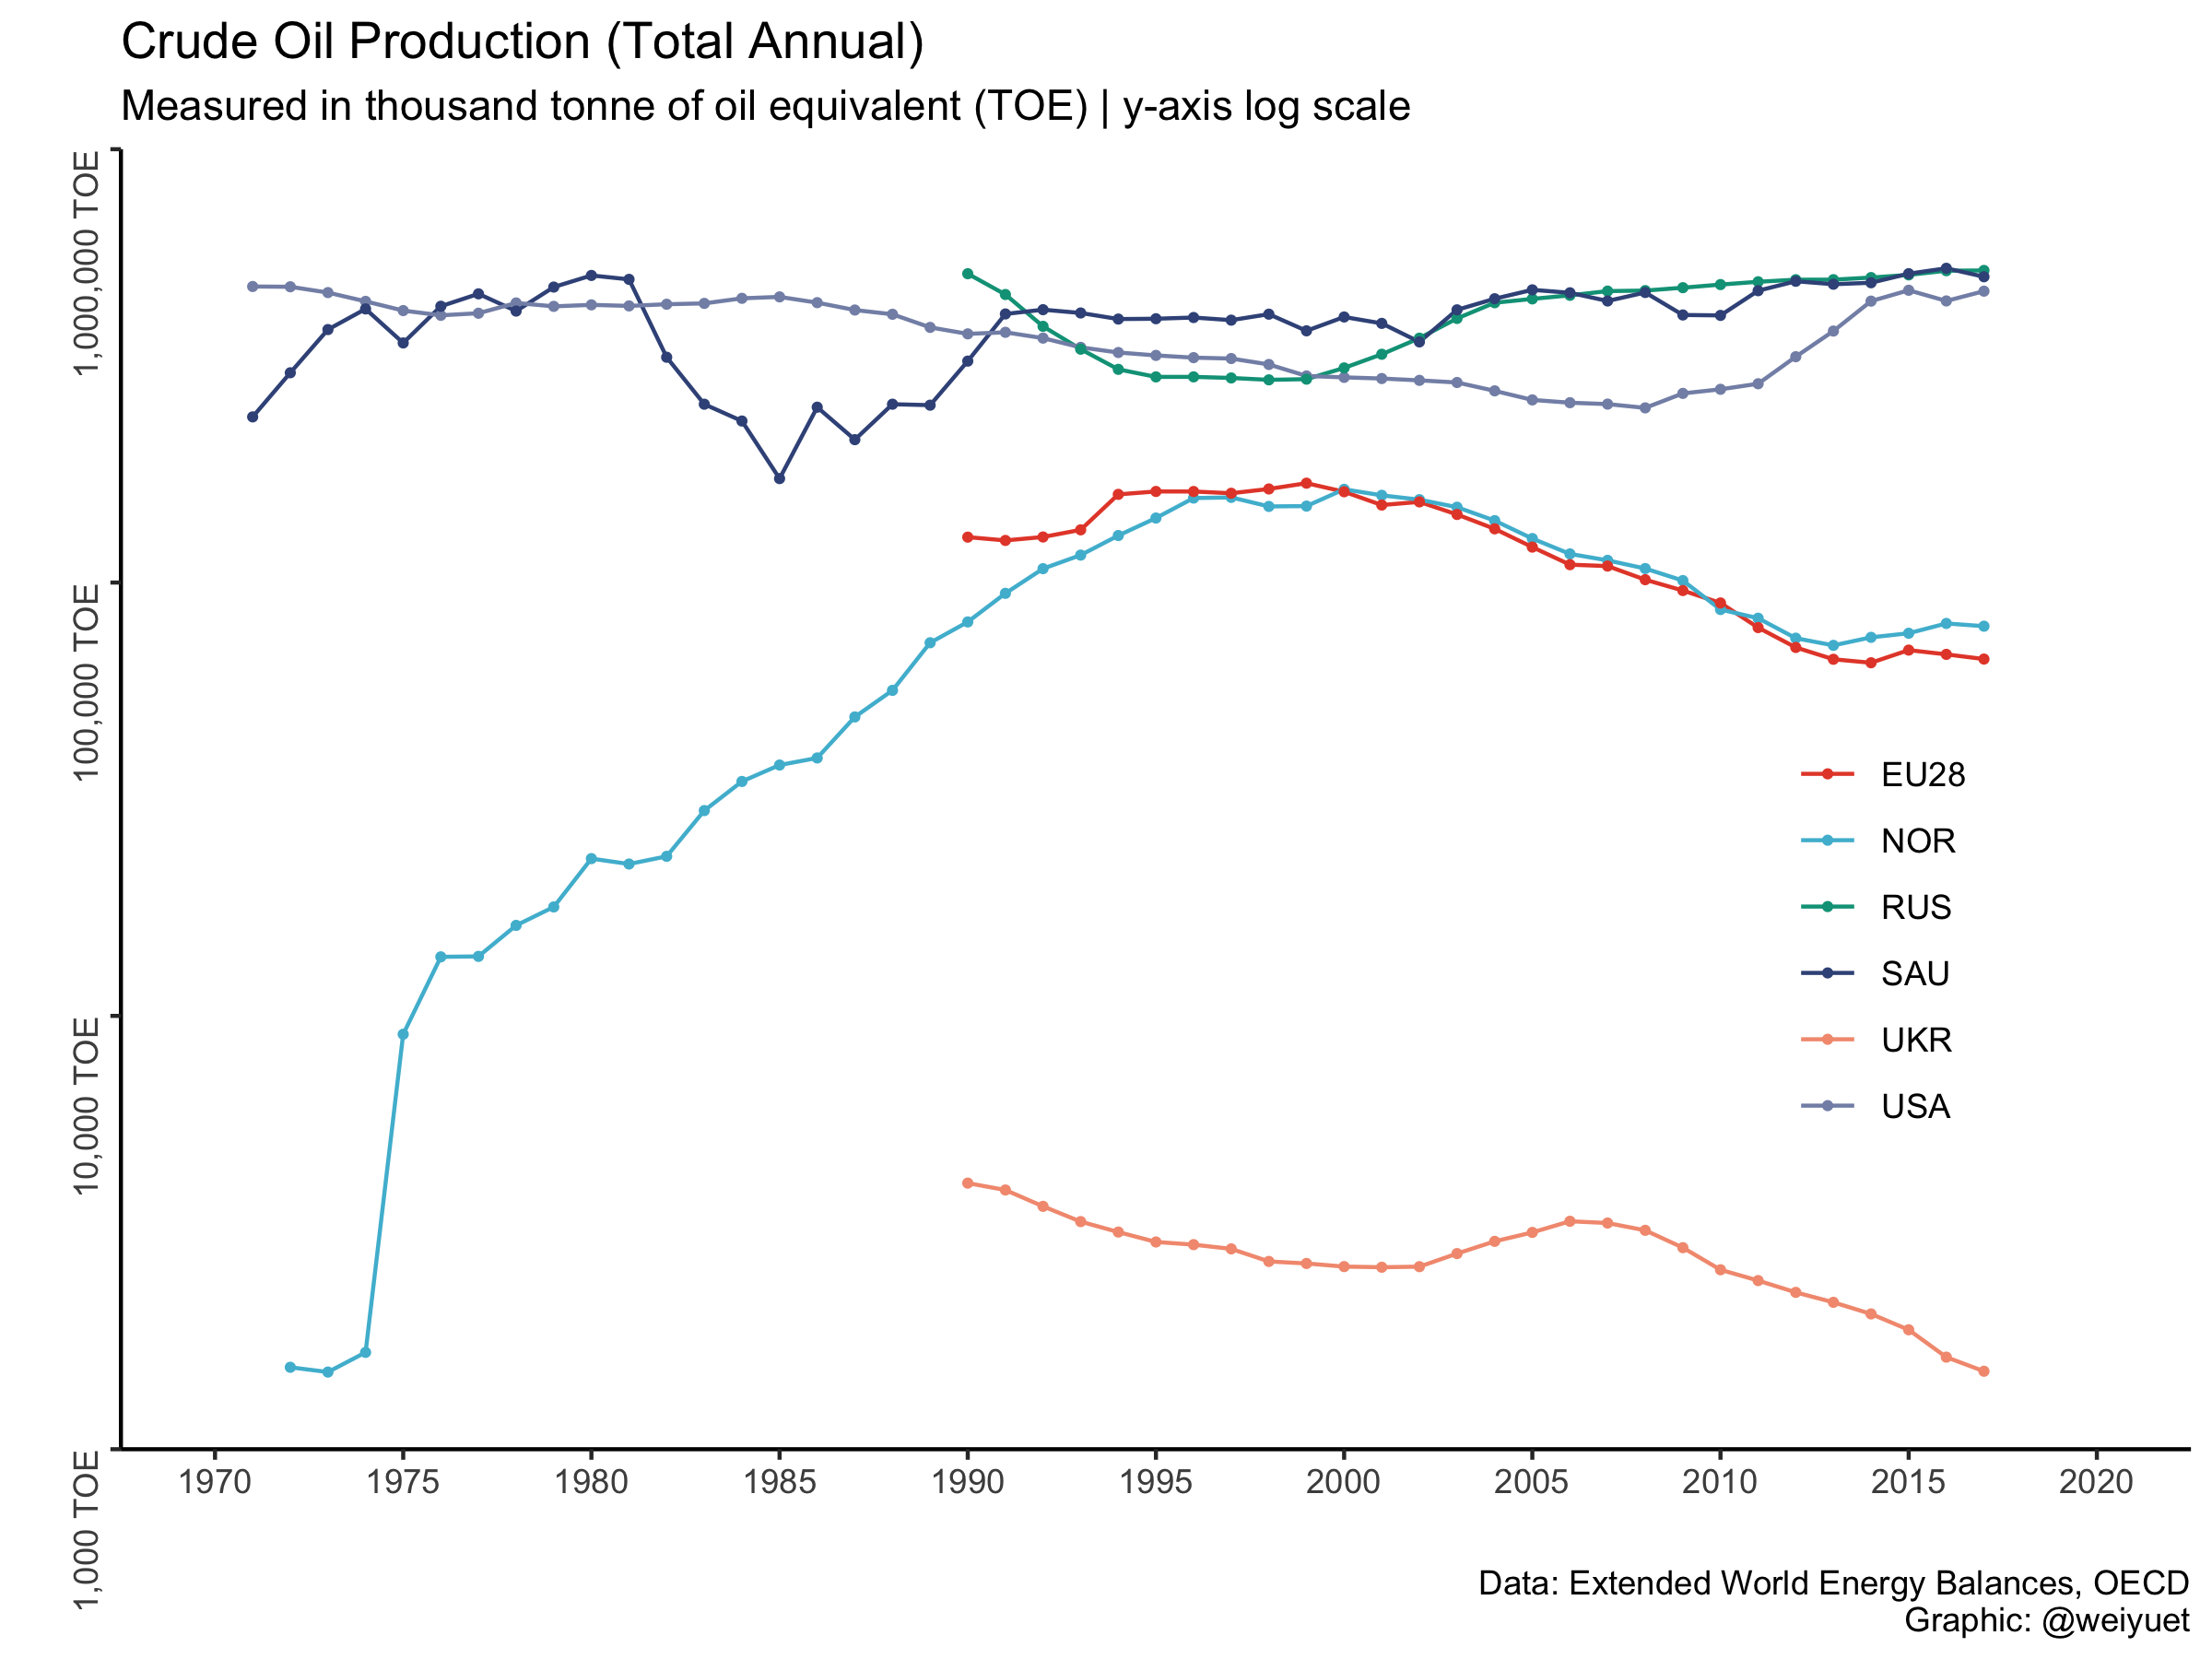 Crude Oil Production (Total Annual)
Measured in thousand tonne of oil equivalent (TOE) | y-axis log scale
1,000,000 TOE
100,000 TOE
10,000 TOE
1,000 TOE
EU28
NOR
RUS
SAU
UKR
USA
1970 1975 1980 1985 1990 1995 2000 2005 2010 2015 2020
Data: Extended World Energy Balances, OECD
Graphic: @weiyuet